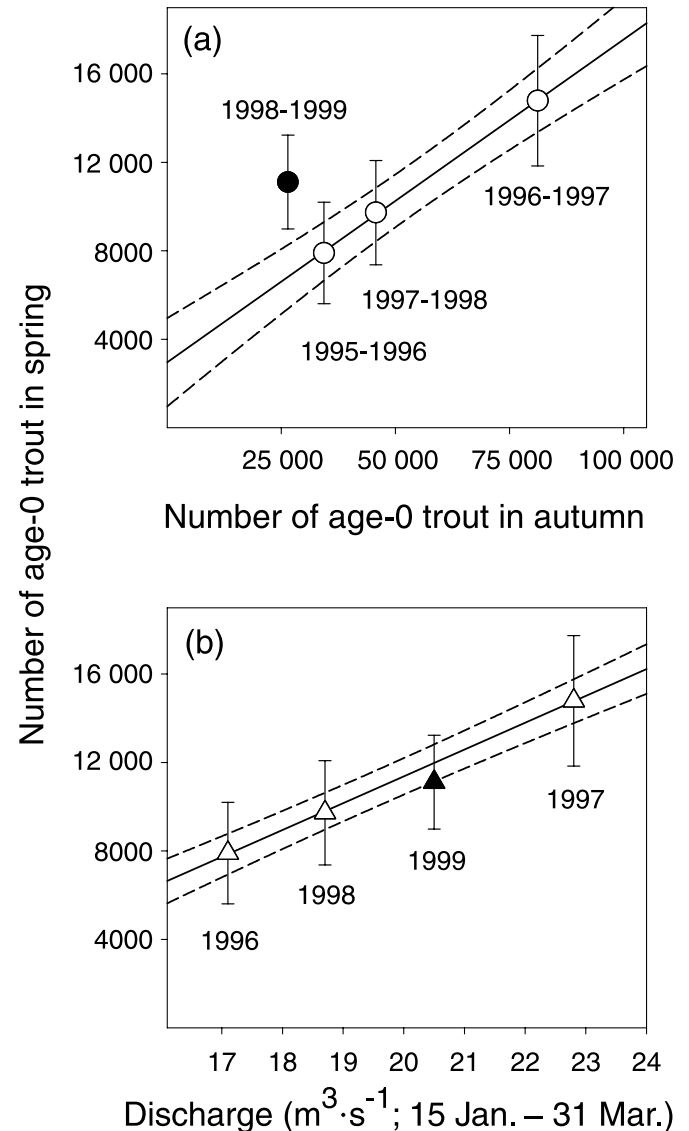 (a)
16 000
12 000
8000
4000
1998-1999
1996-1997
1997-1998
1995-1996
25 000 50 000 75 000 100 000
Number of age-0 trout in autumn
Number of age-0 trout in spring
(b)
16 000
12 000
8000
4000
1997
1999
1998
1996
17 18 19 20 21 22 23 24
Discharge (m³·s⁻¹; 15 Jan. – 31 Mar.)